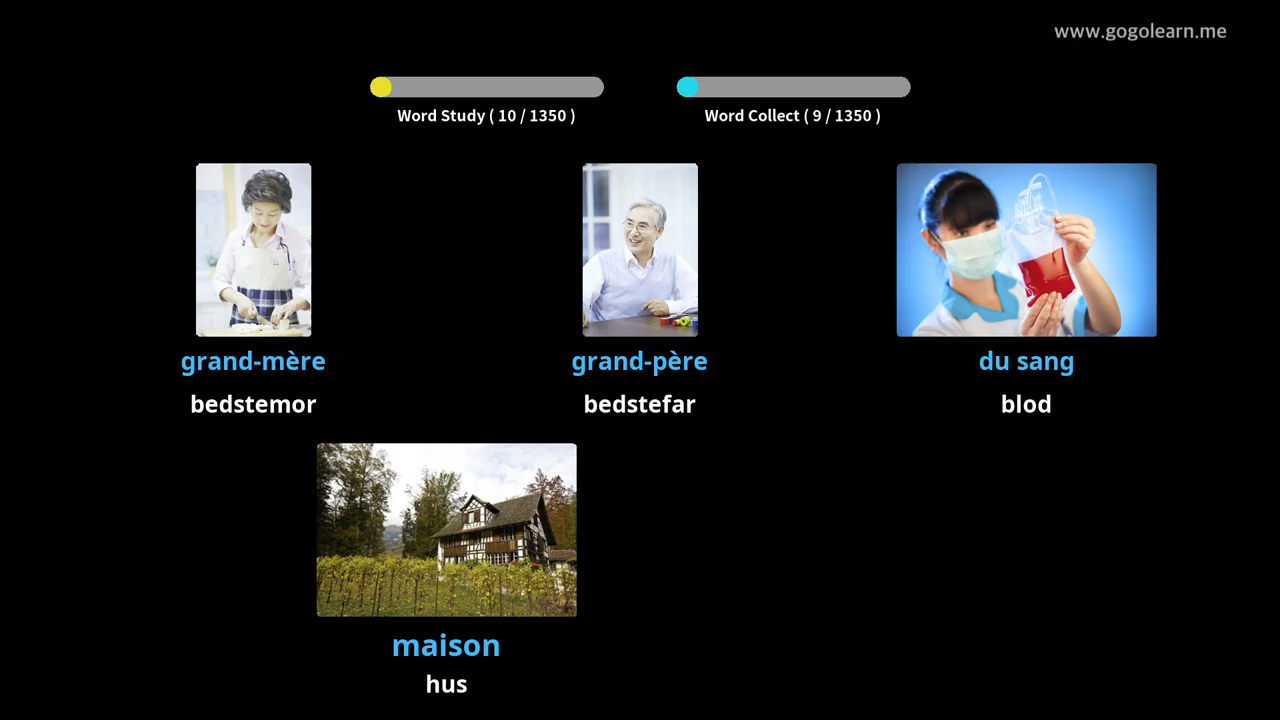 www.gogolearn.me
Word Study ( 10 / 1350 )
Word Collect ( 9 / 1350 )
grand-mère
bedstemor
grand-père
bedstefar
du sang
blod
maison
hus